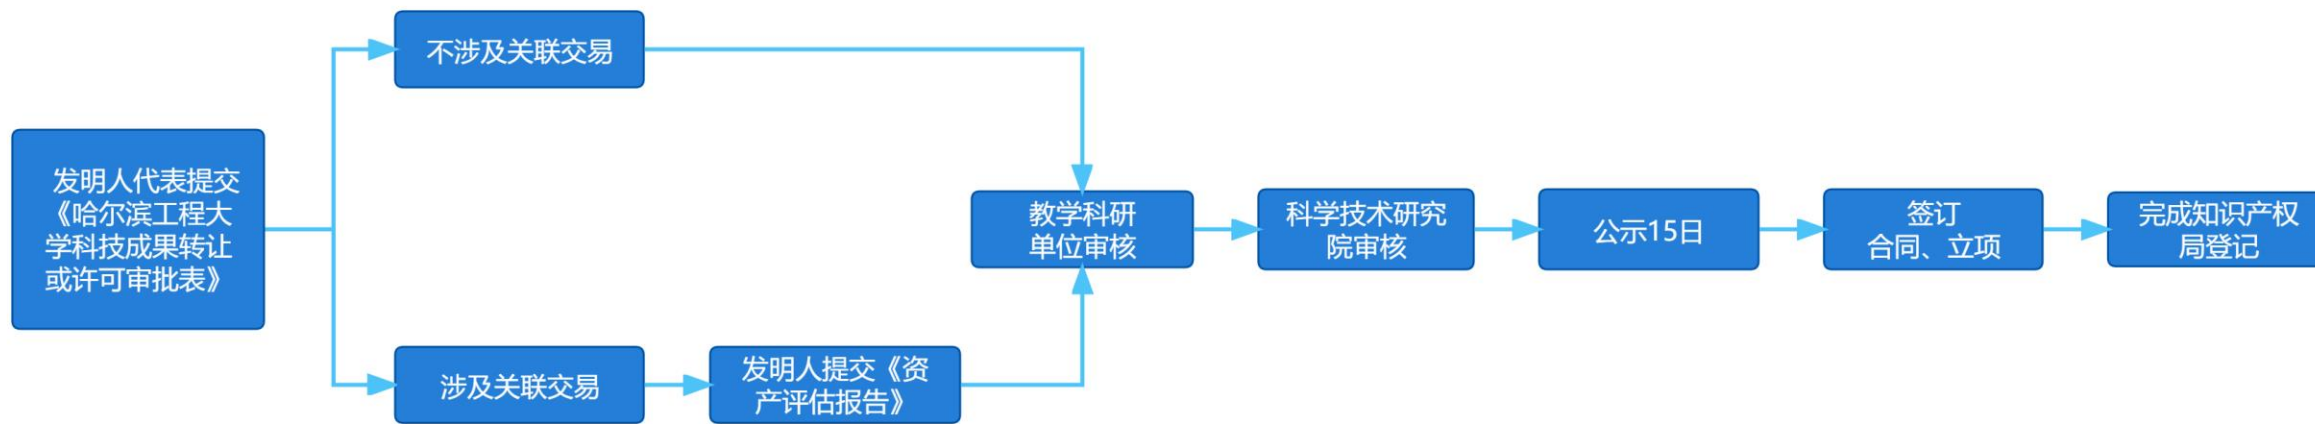 不涉及关联交易
发明人代表提交
《哈尔滨工程大
学科技成果转让
或许可审批表》
教学科研
单位审核
科学技术研究
院审核
公示15日
签订
合同、立项
完成知识产权
局登记
涉及关联交易
发明人提交《资
产评估报告》